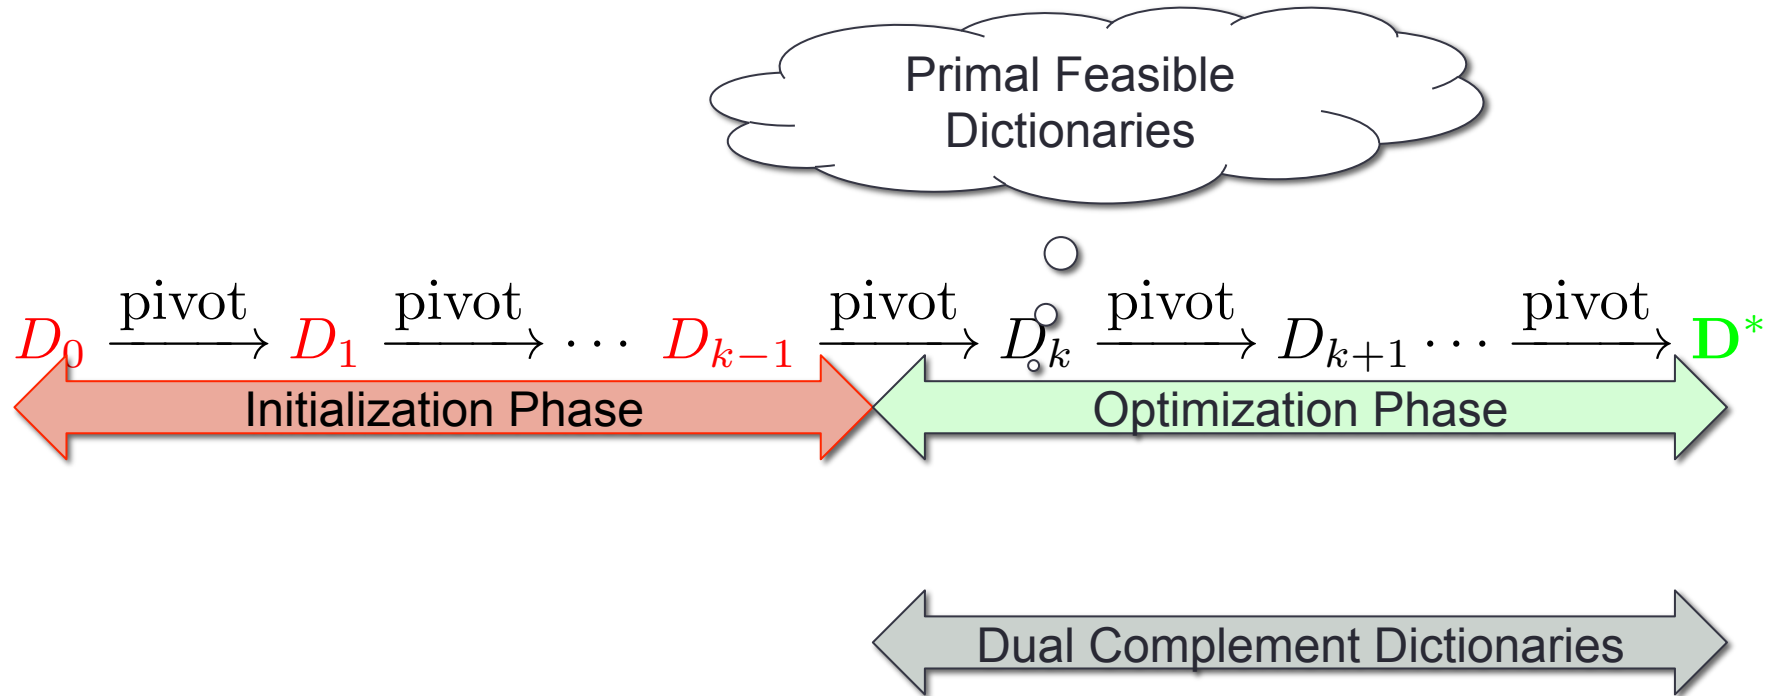 Primal Feasible
Dictionaries
D₀ pivot→ D₁ pivot→ ⋯ Dₖ₋₁ pivot→ Dₖ pivot→ Dₖ₊₁ ⋯ pivot→ D*
Initialization Phase Optimization Phase
Dual Complement Dictionaries